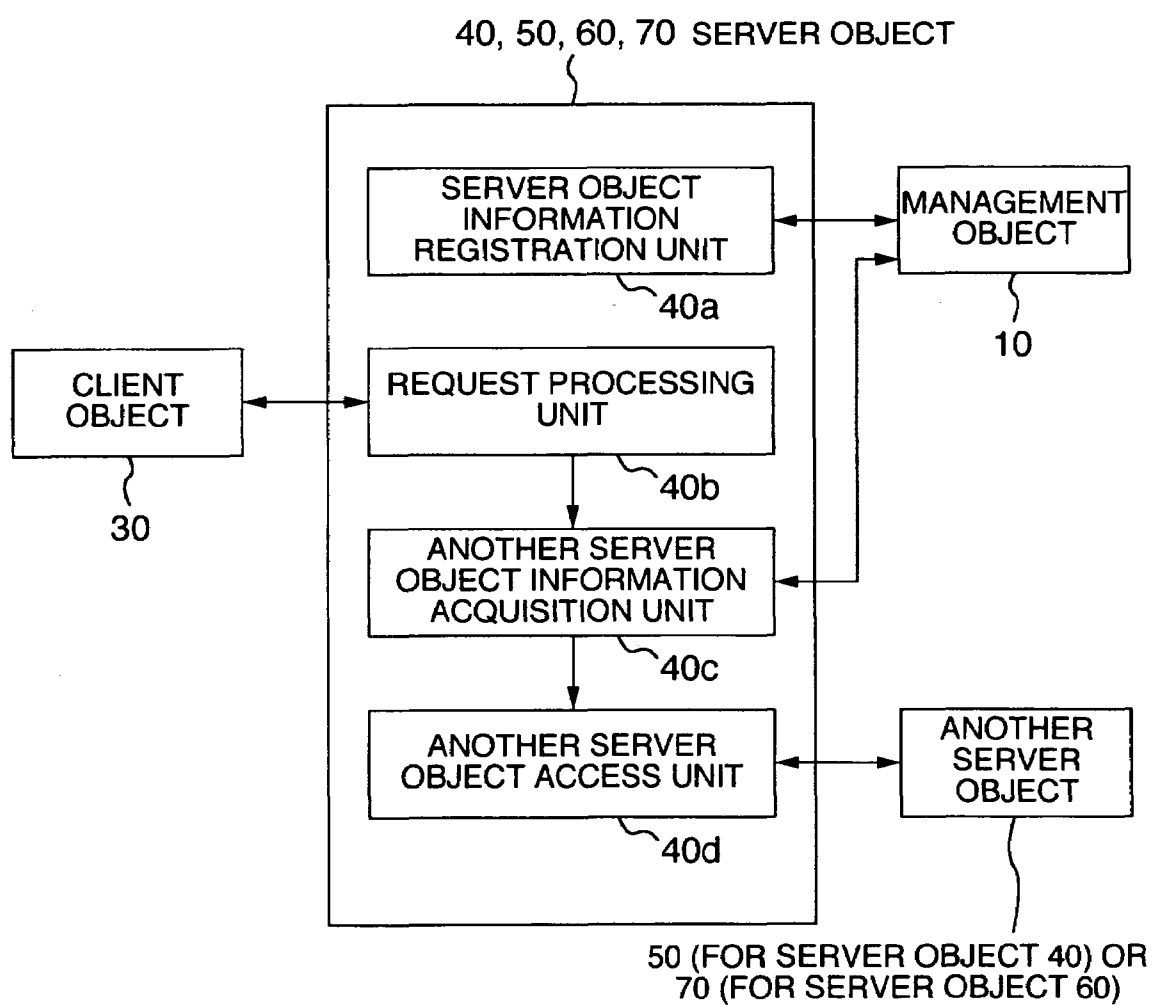 40, 50, 60, 70 SERVER OBJECT
SERVER OBJECT
INFORMATION
REGISTRATION UNIT
40a
MANAGEMENT
OBJECT
10
CLIENT
OBJECT
30
REQUEST PROCESSING
UNIT
40b
ANOTHER SERVER
OBJECT INFORMATION
ACQUISITION UNIT
40c
ANOTHER SERVER
OBJECT ACCESS UNIT
40d
ANOTHER
SERVER
OBJECT
50 (FOR SERVER OBJECT 40) OR
70 (FOR SERVER OBJECT 60)